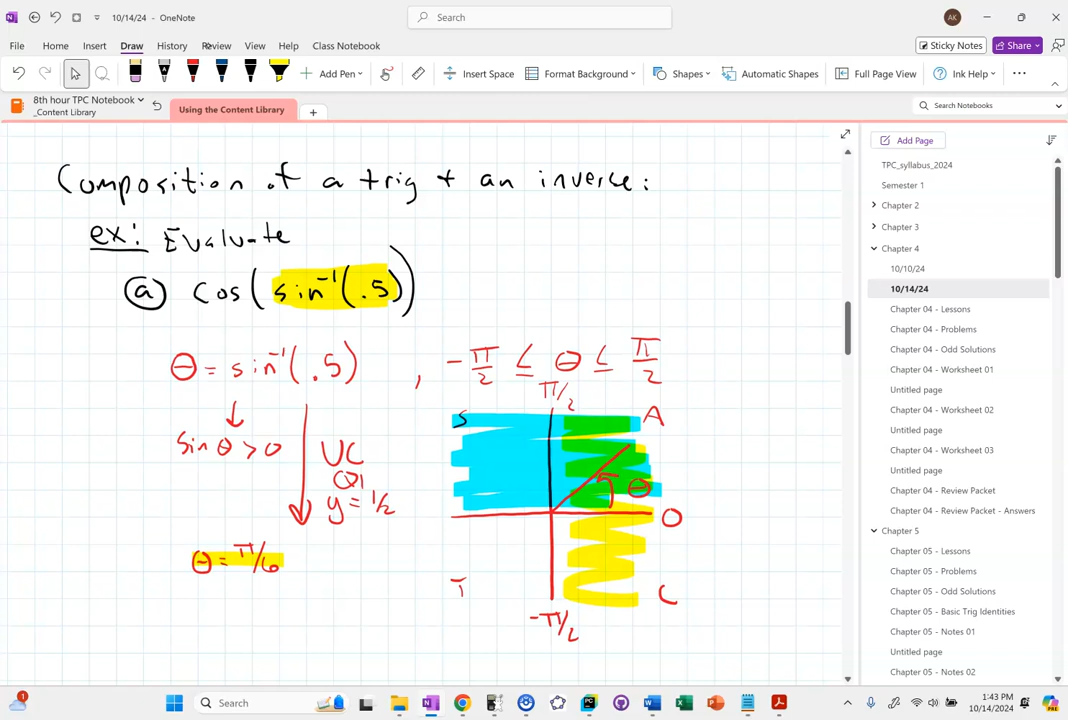 10/14/24 - OneNote
Search
AK
File Home Insert Draw History Review View Help Class Notebook
Sticky Notes
Share
Add Pen
Insert Space
Format Background
Shapes
Automatic Shapes
Full Page View
Ink Help
8th hour TPC Notebook
_Content Library
Using the Content Library
Search Notebooks
Composition of a trig + an inverse:
ex: Evaluate
a cos(sin⁻¹(.5))
θ = sin⁻¹(.5) , -π/2 ≤ θ ≤ π/2
π/2
S A
sin θ > 0
UC
QI
y = 1/2
θ
O
θ = π/6
T C
-π/2
Add Page
TPC_syllabus_2024
Semester 1
Chapter 2
Chapter 3
Chapter 4
10/10/24
10/14/24
Chapter 04 - Lessons
Chapter 04 - Problems
Chapter 04 - Odd Solutions
Chapter 04 - Worksheet 01
Untitled page
Chapter 04 - Worksheet 02
Untitled page
Chapter 04 - Worksheet 03
Untitled page
Chapter 04 - Review Packet
Chapter 04 - Review Packet - Answers
Chapter 5
Chapter 05 - Lessons
Chapter 05 - Problems
Chapter 05 - Odd Solutions
Chapter 05 - Basic Trig Identities
Chapter 05 - Notes 01
Untitled page
Chapter 05 - Notes 02
1
Search
PRE
1:43 PM
10/14/2024